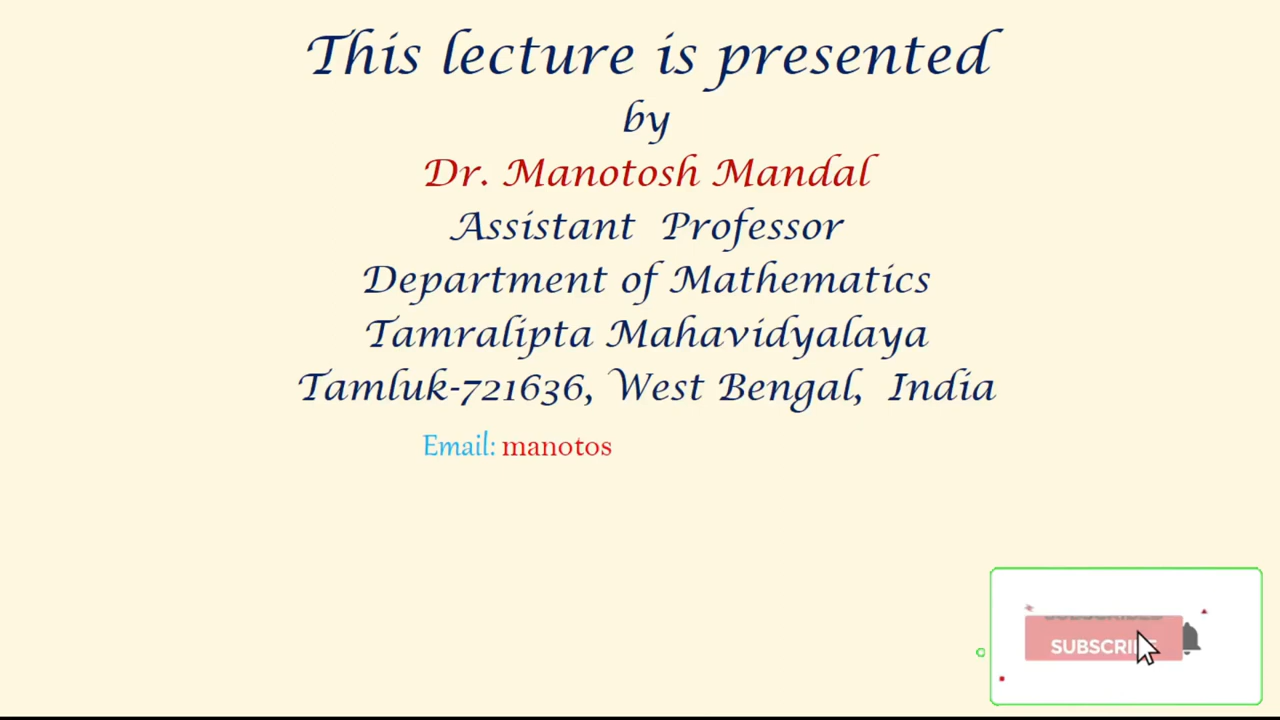 This lecture is presented
by
Dr. Manotosh Mandal
Assistant Professor
Department of Mathematics
Tamralipta Mahavidyalaya
Tamluk-721636, West Bengal, India
Email: manotos
SUBSCRIBED
SUBSCRIBE